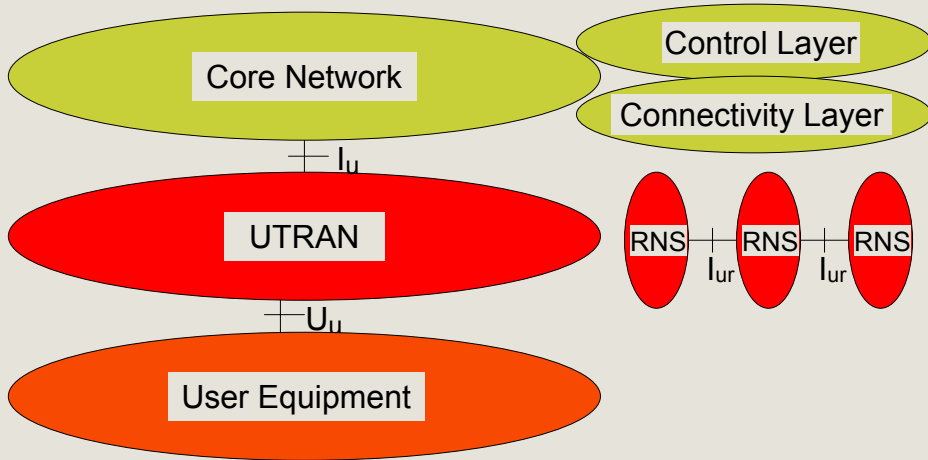 Core Network
Control Layer
Connectivity Layer
Iu
UTRAN
RNS RNS RNS
Iur Iur
Uu
User Equipment